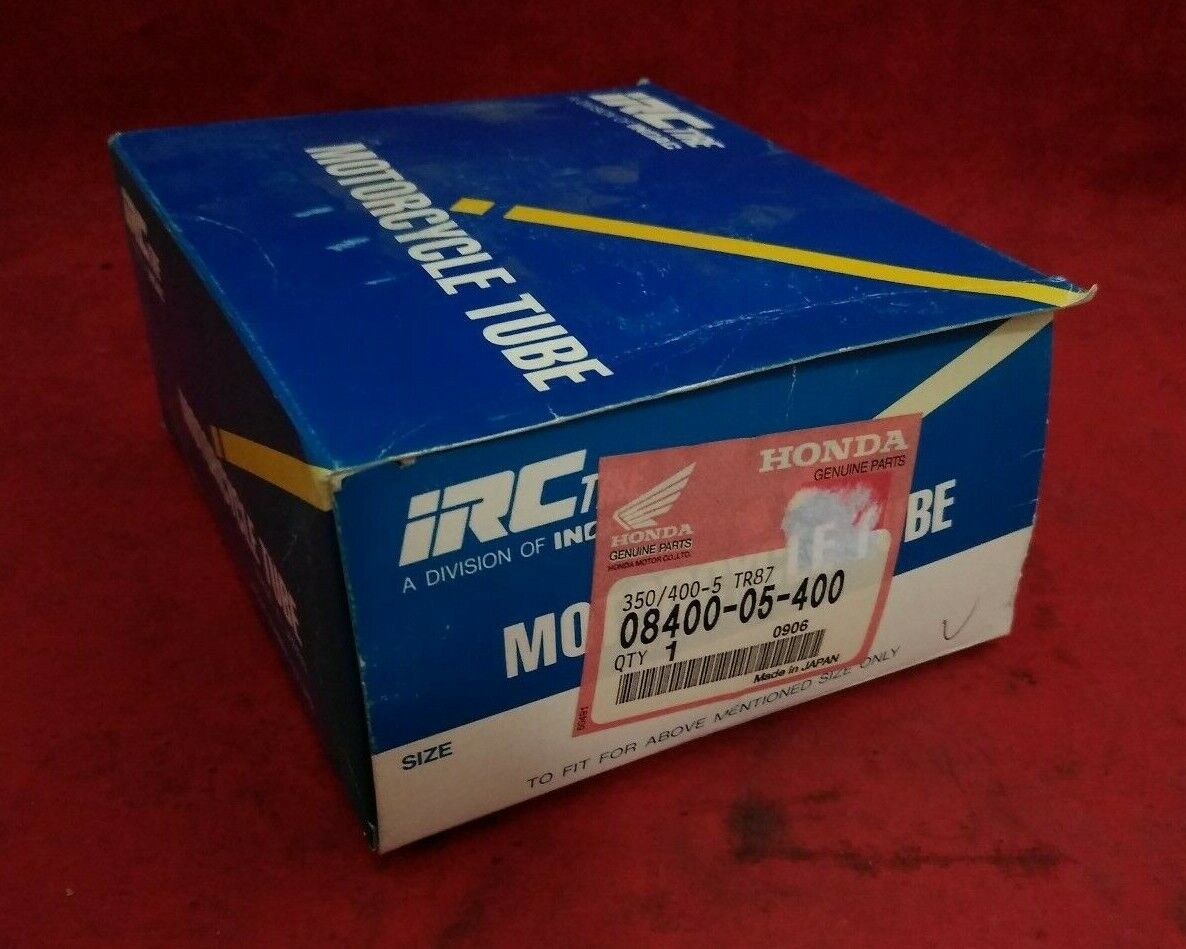 IRC TIRE
MOTORCYCLE TUBE
IRC
A DIVISION OF
HONDA
GENUINE PARTS
HONDA
GENUINE PARTS
HONDA MOTOR CO., LTD.
BE
MO
350/400-5 TR87
08400-05-400
0906
QTY 1
Made in JAPAN
SIZE
TO FIT FOR ABOVE MENTIONED SIZE ONLY